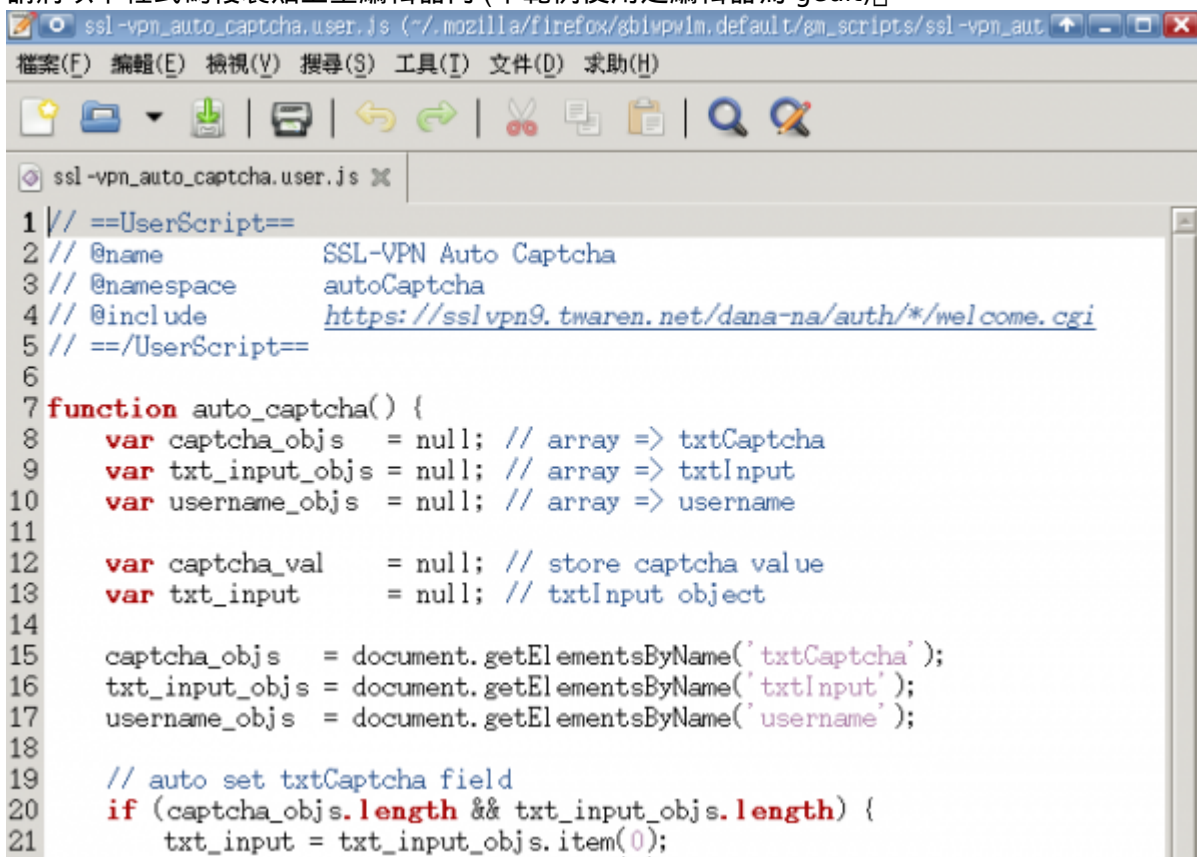 ssl-vpn_auto_captcha.user.js (~/.mozilla/firefox/gbiwpw1m.default/gm_scripts/ssl-vpn_aut
檔案(F) 編輯(E) 檢視(V) 搜尋(S) 工具(T) 文件(D) 求助(H)
ssl-vpn_auto_captcha.user.js
1 // ==UserScript==
2 // @name SSL-VPN Auto Captcha
3 // @namespace autoCaptcha
4 // @include https://sslvpn9.twaren.net/dana-na/auth/*/welcome.cgi
5 // ==/UserScript==
6
7 function auto_captcha() {
8 var captcha_objs = null; // array => txtCaptcha
9 var txt_input_objs = null; // array => txtInput
10 var username_objs = null; // array => username
11
12 var captcha_val = null; // store captcha value
13 var txt_input = null; // txtInput object
14
15 captcha_objs = document.getElementsByName('txtCaptcha');
16 txt_input_objs = document.getElementsByName('txtInput');
17 username_objs = document.getElementsByName('username');
18
19 // auto set txtCaptcha field
20 if (captcha_objs.length && txt_input_objs.length) {
21 txt_input = txt_input_objs.item(0);